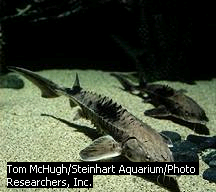 Tom McHugh/Steinhart Aquarium/Photo
Researchers, Inc.